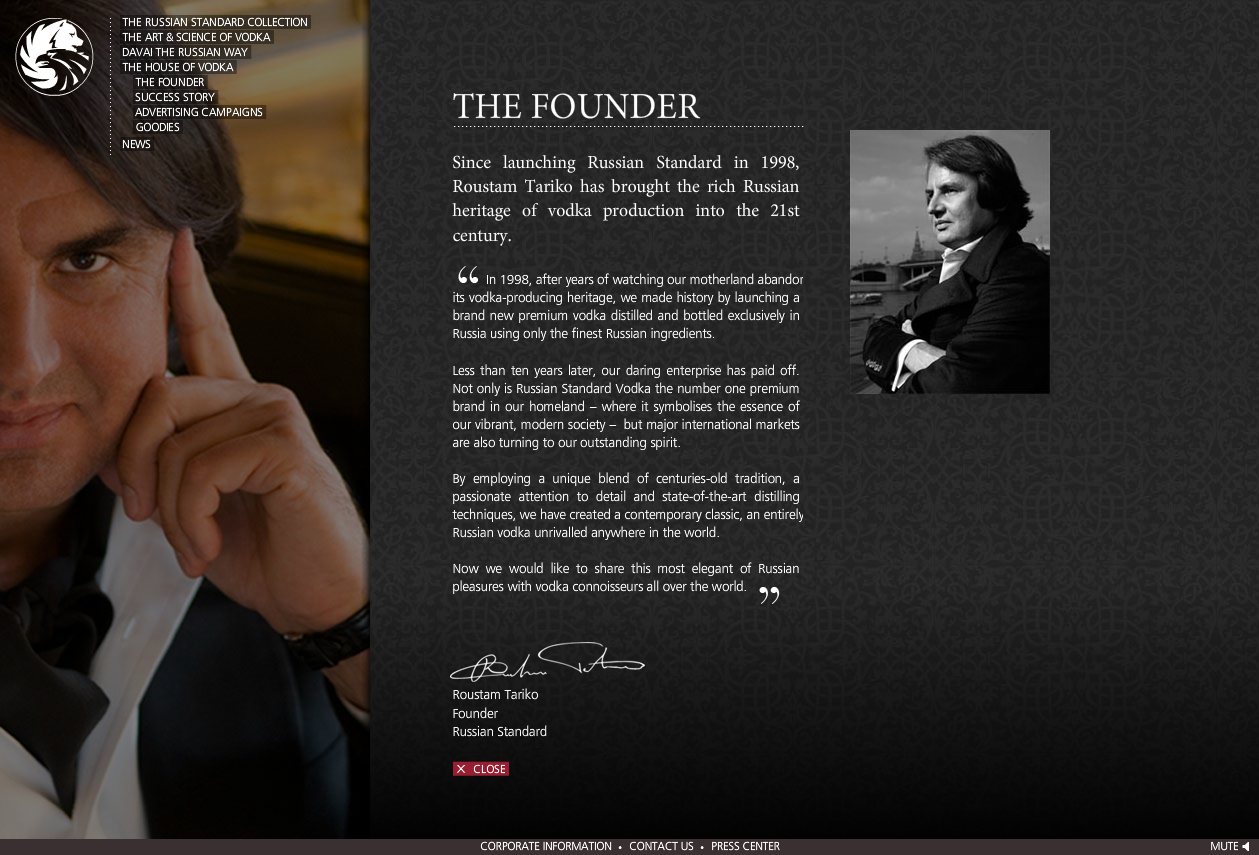 THE RUSSIAN STANDARD COLLECTION
THE ART & SCIENCE OF VODKA
DAVAI THE RUSSIAN WAY
THE HOUSE OF VODKA
THE FOUNDER
SUCCESS STORY
ADVERTISING CAMPAIGNS
GOODIES
NEWS
THE FOUNDER
Since launching Russian Standard in 1998,
Roustam Tariko has brought the rich Russian
heritage of vodka production into the 21st
century.
“ In 1998, after years of watching our motherland abandon
its vodka-producing heritage, we made history by launching a
brand new premium vodka distilled and bottled exclusively in
Russia using only the finest Russian ingredients.
Less than ten years later, our daring enterprise has paid off.
Not only is Russian Standard Vodka the number one premium
brand in our homeland – where it symbolises the essence of
our vibrant, modern society – but major international markets
are also turning to our outstanding spirit.
By employing a unique blend of centuries-old tradition, a
passionate attention to detail and state-of-the-art distilling
techniques, we have created a contemporary classic, an entirely
Russian vodka unrivalled anywhere in the world.
Now we would like to share this most elegant of Russian
pleasures with vodka connoisseurs all over the world. ”
Roustam Tariko
Founder
Russian Standard
X CLOSE
CORPORATE INFORMATION • CONTACT US • PRESS CENTER
MUTE